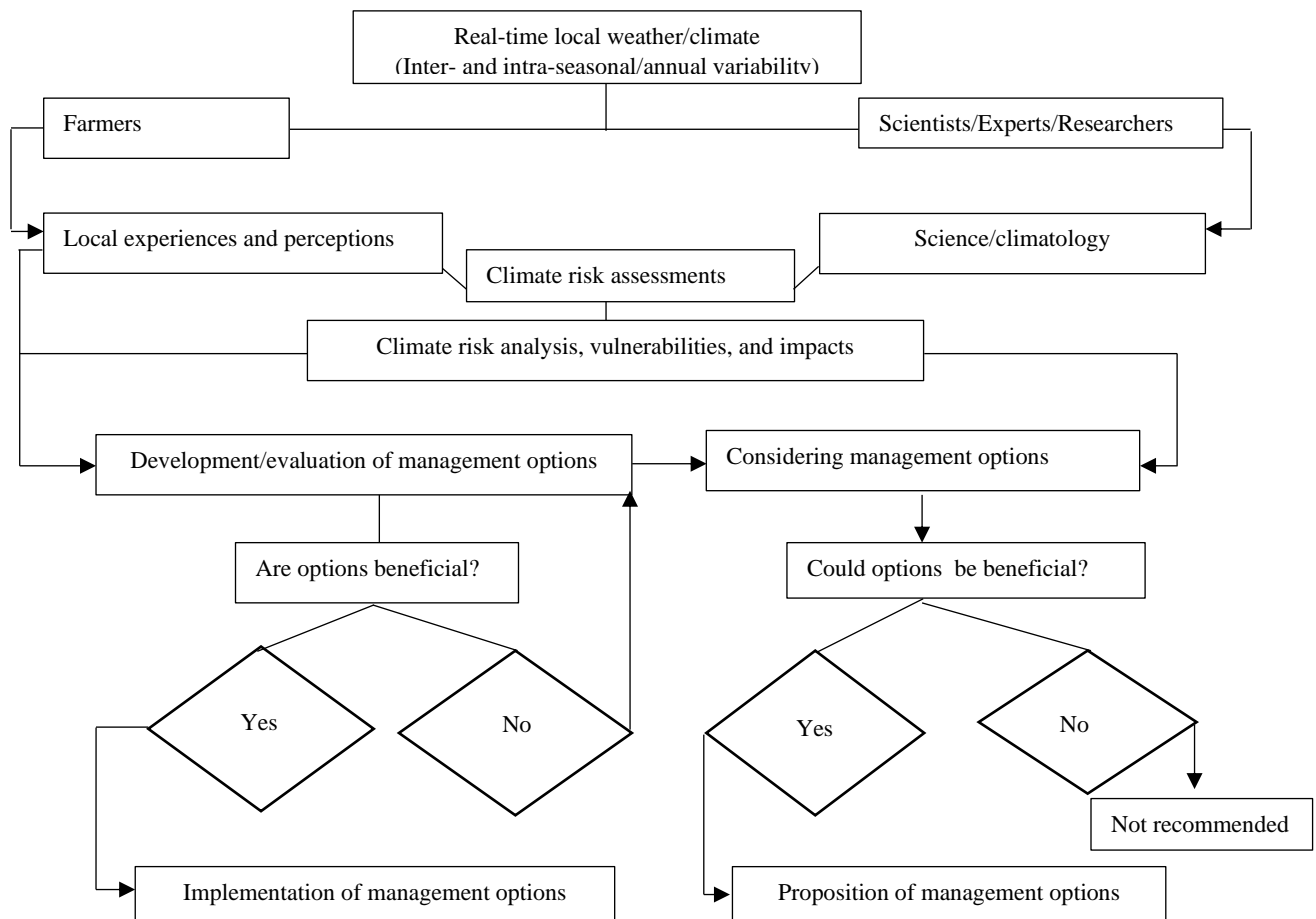 Real-time local weather/climate
(Inter- and intra-seasonal/annual variability)
Farmers
Scientists/Experts/Researchers
Local experiences and perceptions
Science/climatology
Climate risk assessments
Climate risk analysis, vulnerabilities, and impacts
Development/evaluation of management options
Considering management options
Are options beneficial?
Could options be beneficial?
Yes
No
Yes
No
Not recommended
Implementation of management options
Proposition of management options